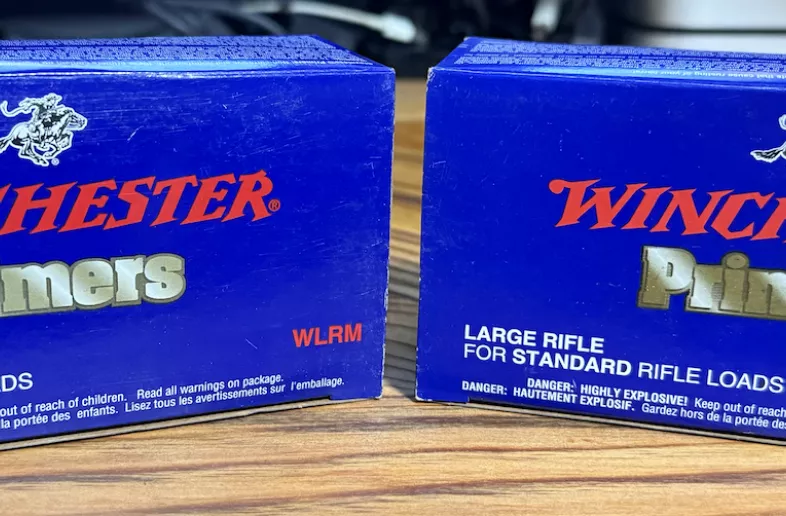 HESTER®
mers
WLRM
DS
out of reach of children. Read all warnings on package.
la portée des enfants. Lisez tous les avertissements sur l'emballage.
WINC
Prim
LARGE RIFLE
FOR STANDARD RIFLE LOADS
DANGER: HIGHLY EXPLOSIVE! Keep out of reach
DANGER: HAUTEMENT EXPLOSIF. Gardez hors de la portée des